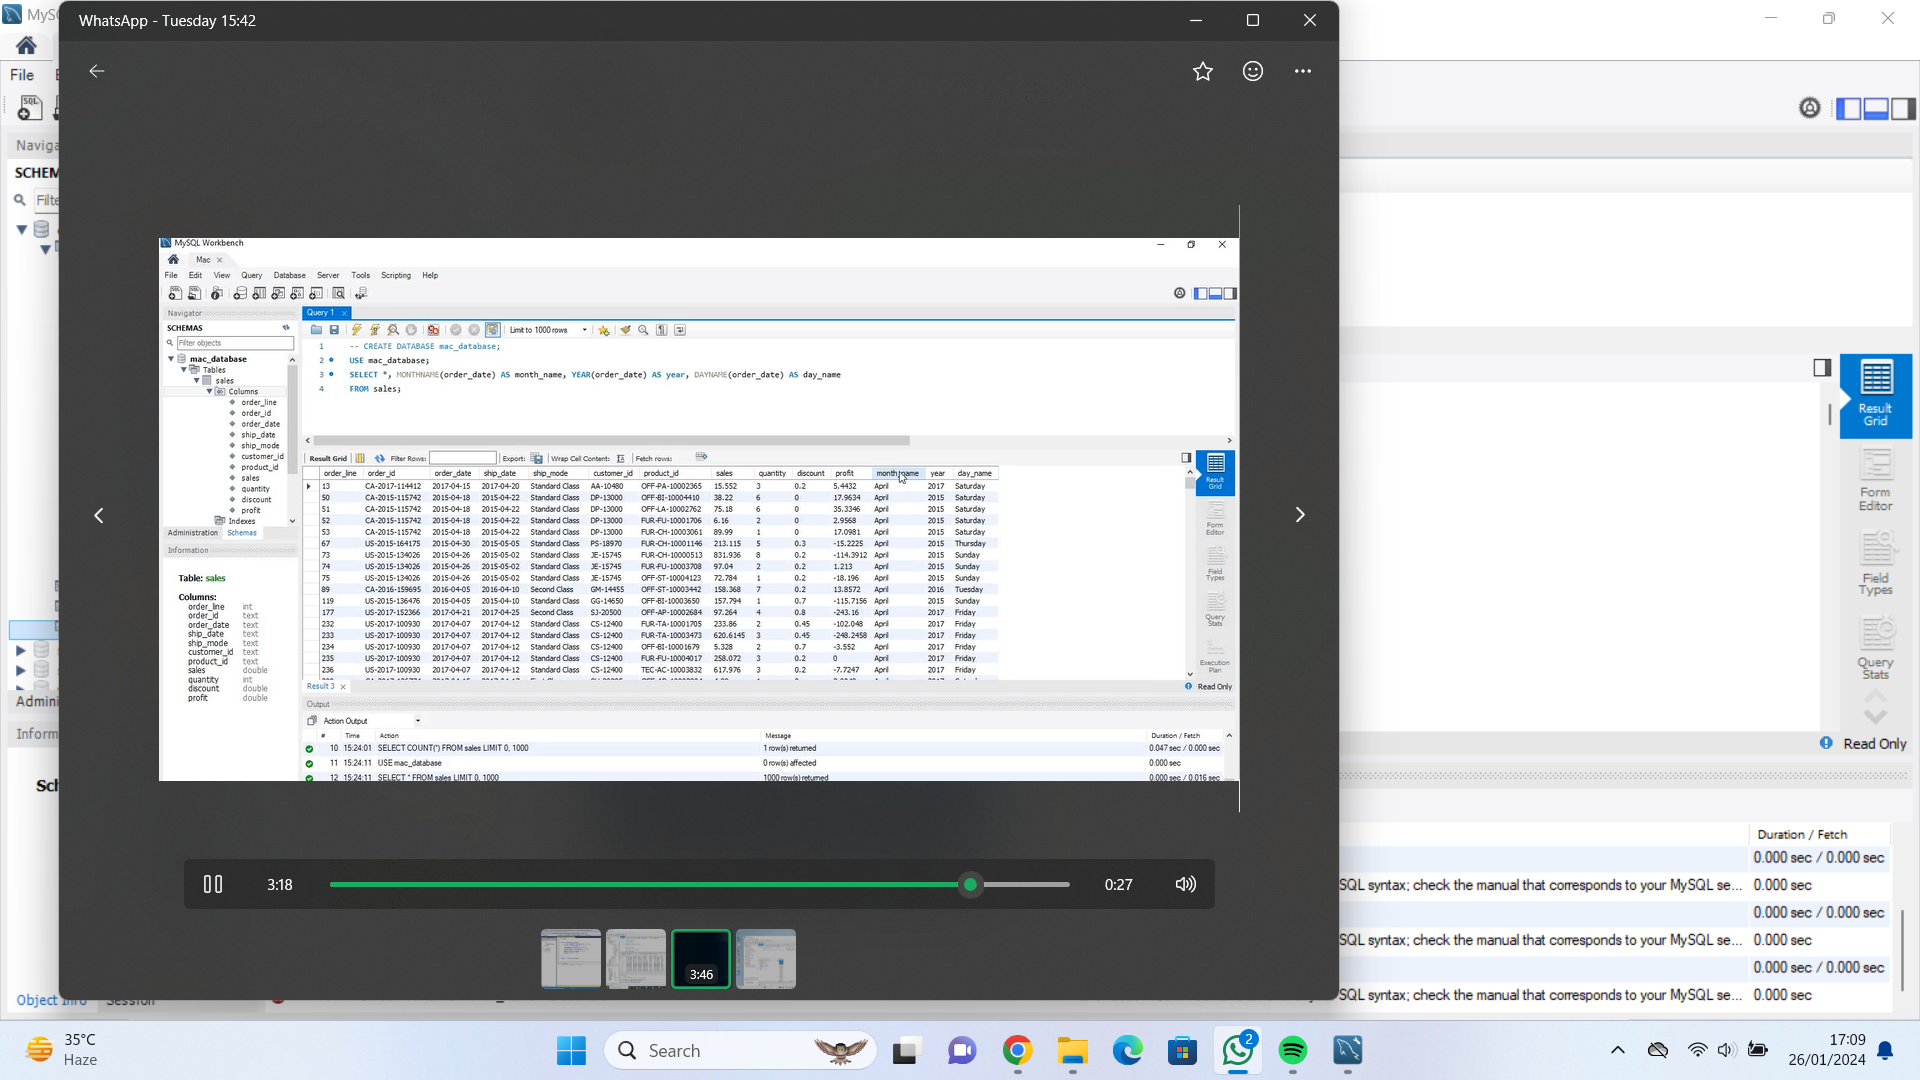 WhatsApp - Tuesday 15:42
File
SCHEM
Filte
Object Info
Session
MySQL Workbench
Mac
File Edit View Query Database Server Tools Scripting Help
Navigator
SCHEMAS
Filter objects
mac_database
Tables
sales
Columns
order_line
order_id
order_date
ship_date
ship_mode
customer_id
product_id
sales
quantity
discount
profit
Indexes
Administration Schemas
Information
Table: sales
Columns:
order_line int
order_id text
order_date text
ship_date text
ship_mode text
customer_id text
product_id text
sales double
quantity int
discount double
profit double
Query 1
Limit to 1000 rows
1 -- CREATE DATABASE mac_database;
2 USE mac_database;
3 SELECT *, MONTHNAME(order_date) AS month_name, YEAR(order_date) AS year, DAYNAME(order_date) AS day_name
4 FROM sales;
Result Grid Filter Rows: Export: Wrap Cell Content: Fetch rows:
order_line order_id order_date ship_date ship_mode customer_id product_id sales quantity discount profit month_name year day_name
13 CA-2017-114412 2017-04-15 2017-04-20 Standard Class AA-10480 OFF-PA-10002365 15.552 3 0.2 5.4432 April 2017 Saturday
50 CA-2015-115742 2015-04-18 2015-04-22 Standard Class DP-13000 OFF-BI-10004410 38.22 6 0 17.9634 April 2015 Saturday
51 CA-2015-115742 2015-04-18 2015-04-22 Standard Class DP-13000 OFF-LA-10002762 75.18 6 0 35.3346 April 2015 Saturday
52 CA-2015-115742 2015-04-18 2015-04-22 Standard Class DP-13000 FUR-FU-10001706 6.16 2 0 2.9568 April 2015 Saturday
53 CA-2015-115742 2015-04-18 2015-04-22 Standard Class DP-13000 FUR-CH-10003061 89.99 1 0 17.0981 April 2015 Saturday
67 US-2015-164175 2015-04-30 2015-05-02 Standard Class PS-18970 FUR-CH-10001146 213.115 5 0.3 -15.2225 April 2015 Thursday
73 US-2015-134026 2015-04-26 2015-05-02 Standard Class JE-15745 FUR-CH-10000513 831.936 8 0.2 -114.3912 April 2015 Sunday
74 US-2015-134026 2015-04-26 2015-05-02 Standard Class JE-15745 FUR-FU-10003708 97.04 2 0.2 1.213 April 2015 Sunday
75 US-2015-134026 2015-04-26 2015-05-02 Standard Class JE-15745 OFF-ST-10004123 72.784 1 0.2 -18.196 April 2015 Sunday
89 CA-2016-159695 2016-04-05 2016-04-10 Second Class GM-14455 OFF-ST-10003442 158.368 7 0.2 13.8572 April 2016 Tuesday
119 US-2015-136476 2015-04-05 2015-04-10 Standard Class GG-14650 OFF-BI-10003650 157.794 1 0.7 -115.7156 April 2015 Sunday
177 US-2017-152366 2017-04-21 2017-04-25 Second Class SJ-20500 OFF-AP-10002684 97.264 4 0.8 -243.16 April 2017 Friday
232 US-2017-100930 2017-04-07 2017-04-12 Standard Class CS-12400 FUR-TA-10001705 233.86 2 0.45 -102.048 April 2017 Friday
233 US-2017-100930 2017-04-07 2017-04-12 Standard Class CS-12400 FUR-TA-10003473 620.6145 3 0.45 -248.2458 April 2017 Friday
234 US-2017-100930 2017-04-07 2017-04-12 Standard Class CS-12400 OFF-BI-10001679 5.328 2 0.7 -3.552 April 2017 Friday
235 US-2017-100930 2017-04-07 2017-04-12 Standard Class CS-12400 FUR-FU-10004017 258.072 3 0.2 0 April 2017 Friday
236 US-2017-100930 2017-04-07 2017-04-12 Standard Class CS-12400 TEC-AC-10003832 617.976 3 0.2 -7.7247 April 2017 Friday
Result Grid
Form Editor
Field Types
Query Stats
Execution Plan
Result 3
Read Only
Output
Action Output
# Time Action Message Duration / Fetch
10 15:24:01 SELECT COUNT(*) FROM sales LIMIT 0, 1000 1 row(s) returned 0.047 sec / 0.000 sec
11 15:24:11 USE mac_database 0 row(s) affected 0.000 sec
12 15:24:11 SELECT * FROM sales LIMIT 0, 1000 1000 row(s) returned 0.000 sec / 0.016 sec
3:18
0:27
3:46
Result
Grid
Form
Editor
Field
Types
Query
Stats
Read Only
Duration / Fetch
0.000 sec / 0.000 sec
SQL syntax; check the manual that corresponds to your MySQL se... 0.000 sec
0.000 sec / 0.000 sec
SQL syntax; check the manual that corresponds to your MySQL se... 0.000 sec
0.000 sec / 0.000 sec
SQL syntax; check the manual that corresponds to your MySQL se... 0.000 sec
35°C
Haze
Search
2
17:09
26/01/2024